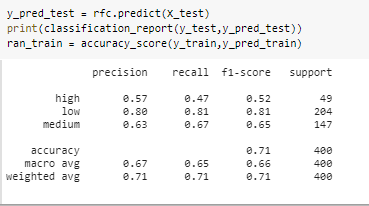 y_pred_test = rfc.predict(X_test)
print(classification_report(y_test,y_pred_test))
ran_train = accuracy_score(y_train,y_pred_train)
precision recall f1-score support
high 0.57 0.47 0.52 49
low 0.80 0.81 0.81 204
medium 0.63 0.67 0.65 147
accuracy 0.71 400
macro avg 0.67 0.65 0.66 400
weighted avg 0.71 0.71 0.71 400